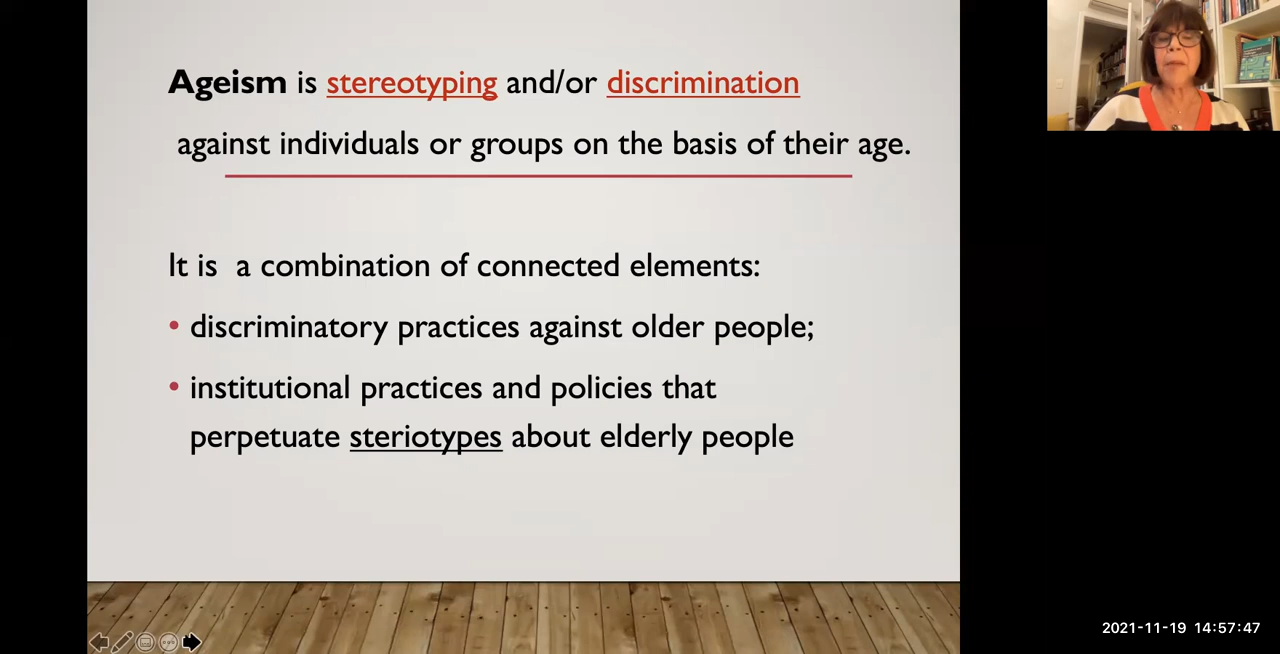 Ageism is stereotyping and/or discrimination
against individuals or groups on the basis of their age.
It is a combination of connected elements:
• discriminatory practices against older people;
• institutional practices and policies that
perpetuate steriotypes about elderly people
2021-11-19 14:57:47